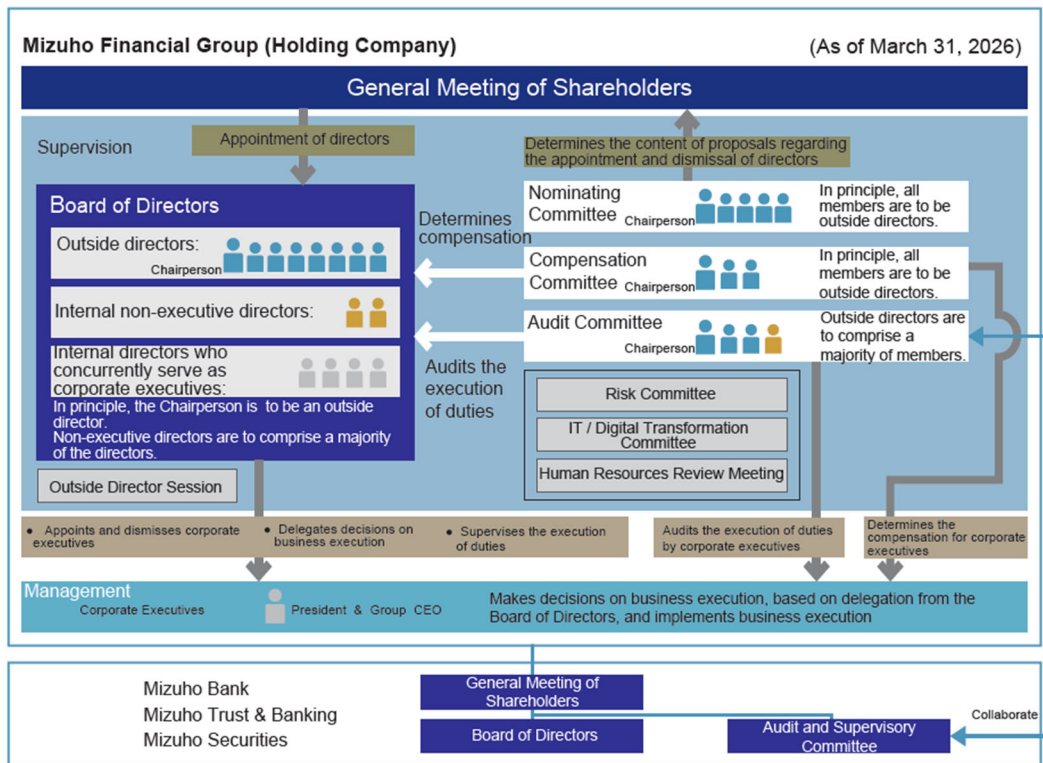 Mizuho Financial Group (Holding Company)
(As of March 31, 2026)
General Meeting of Shareholders
Supervision
Appointment of directors
Determines the content of proposals regarding
the appointment and dismissal of directors
Board of Directors
Outside directors:
Chairperson
Internal non-executive directors:
Internal directors who
concurrently serve as
corporate executives:
In principle, the Chairperson is to be an outside
director.
Non-executive directors are to comprise a majority
of the directors.
Outside Director Session
Determines
compensation
Audits the
execution
of duties
Nominating
Committee
Chairperson
In principle, all
members are to be
outside directors.
Compensation
Committee
Chairperson
In principle, all
members are to be
outside directors.
Audit Committee
Chairperson
Outside directors are
to comprise a
majority of members.
Risk Committee
IT / Digital Transformation
Committee
Human Resources Review Meeting
• Appoints and dismisses corporate
executives
• Delegates decisions on
business execution
• Supervises the execution
of duties
Audits the execution of duties
by corporate executives
Determines the
compensation for corporate
executives
Management
Corporate Executives
President & Group CEO
Makes decisions on business execution, based on delegation from the
Board of Directors, and implements business execution
Mizuho Bank
Mizuho Trust & Banking
Mizuho Securities
General Meeting of
Shareholders
Board of Directors
Audit and Supervisory
Committee
Collaborate